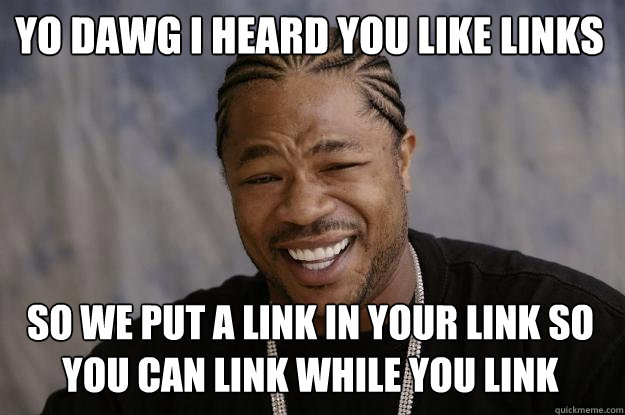 YO DAWG I HEARD YOU LIKE LINKS
SO WE PUT A LINK IN YOUR LINK SO
YOU CAN LINK WHILE YOU LINK
quickmeme.com